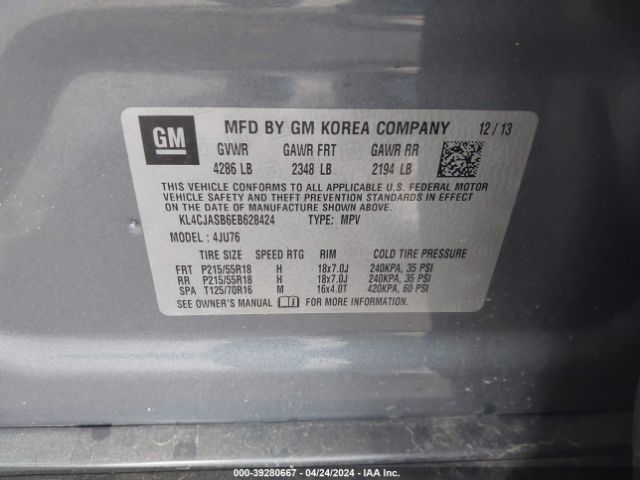 GM
MFD BY GM KOREA COMPANY 12/13
GVWR GAWR FRT GAWR RR
4286 LB 2348 LB 2194 LB
THIS VEHICLE CONFORMS TO ALL APPLICABLE U.S. FEDERAL MOTOR
VEHICLE SAFETY AND THEFT PREVENTION STANDARDS IN EFFECT ON
THE DATE OF MANUFACTURE SHOWN ABOVE.
KL4CJASB6EB628424 TYPE: MPV
MODEL: 4JU76
TIRE SIZE SPEED RTG RIM COLD TIRE PRESSURE
FRT P215/55R18 H 18x7.0J 240KPA, 35 PSI
RR P215/55R18 H 18x7.0J 240KPA, 35 PSI
SPA T125/70R16 M 16x4.0T 420KPA, 60 PSI
SEE OWNER'S MANUAL FOR MORE INFORMATION.
000-39280667 - 04/24/2024 - IAA Inc.